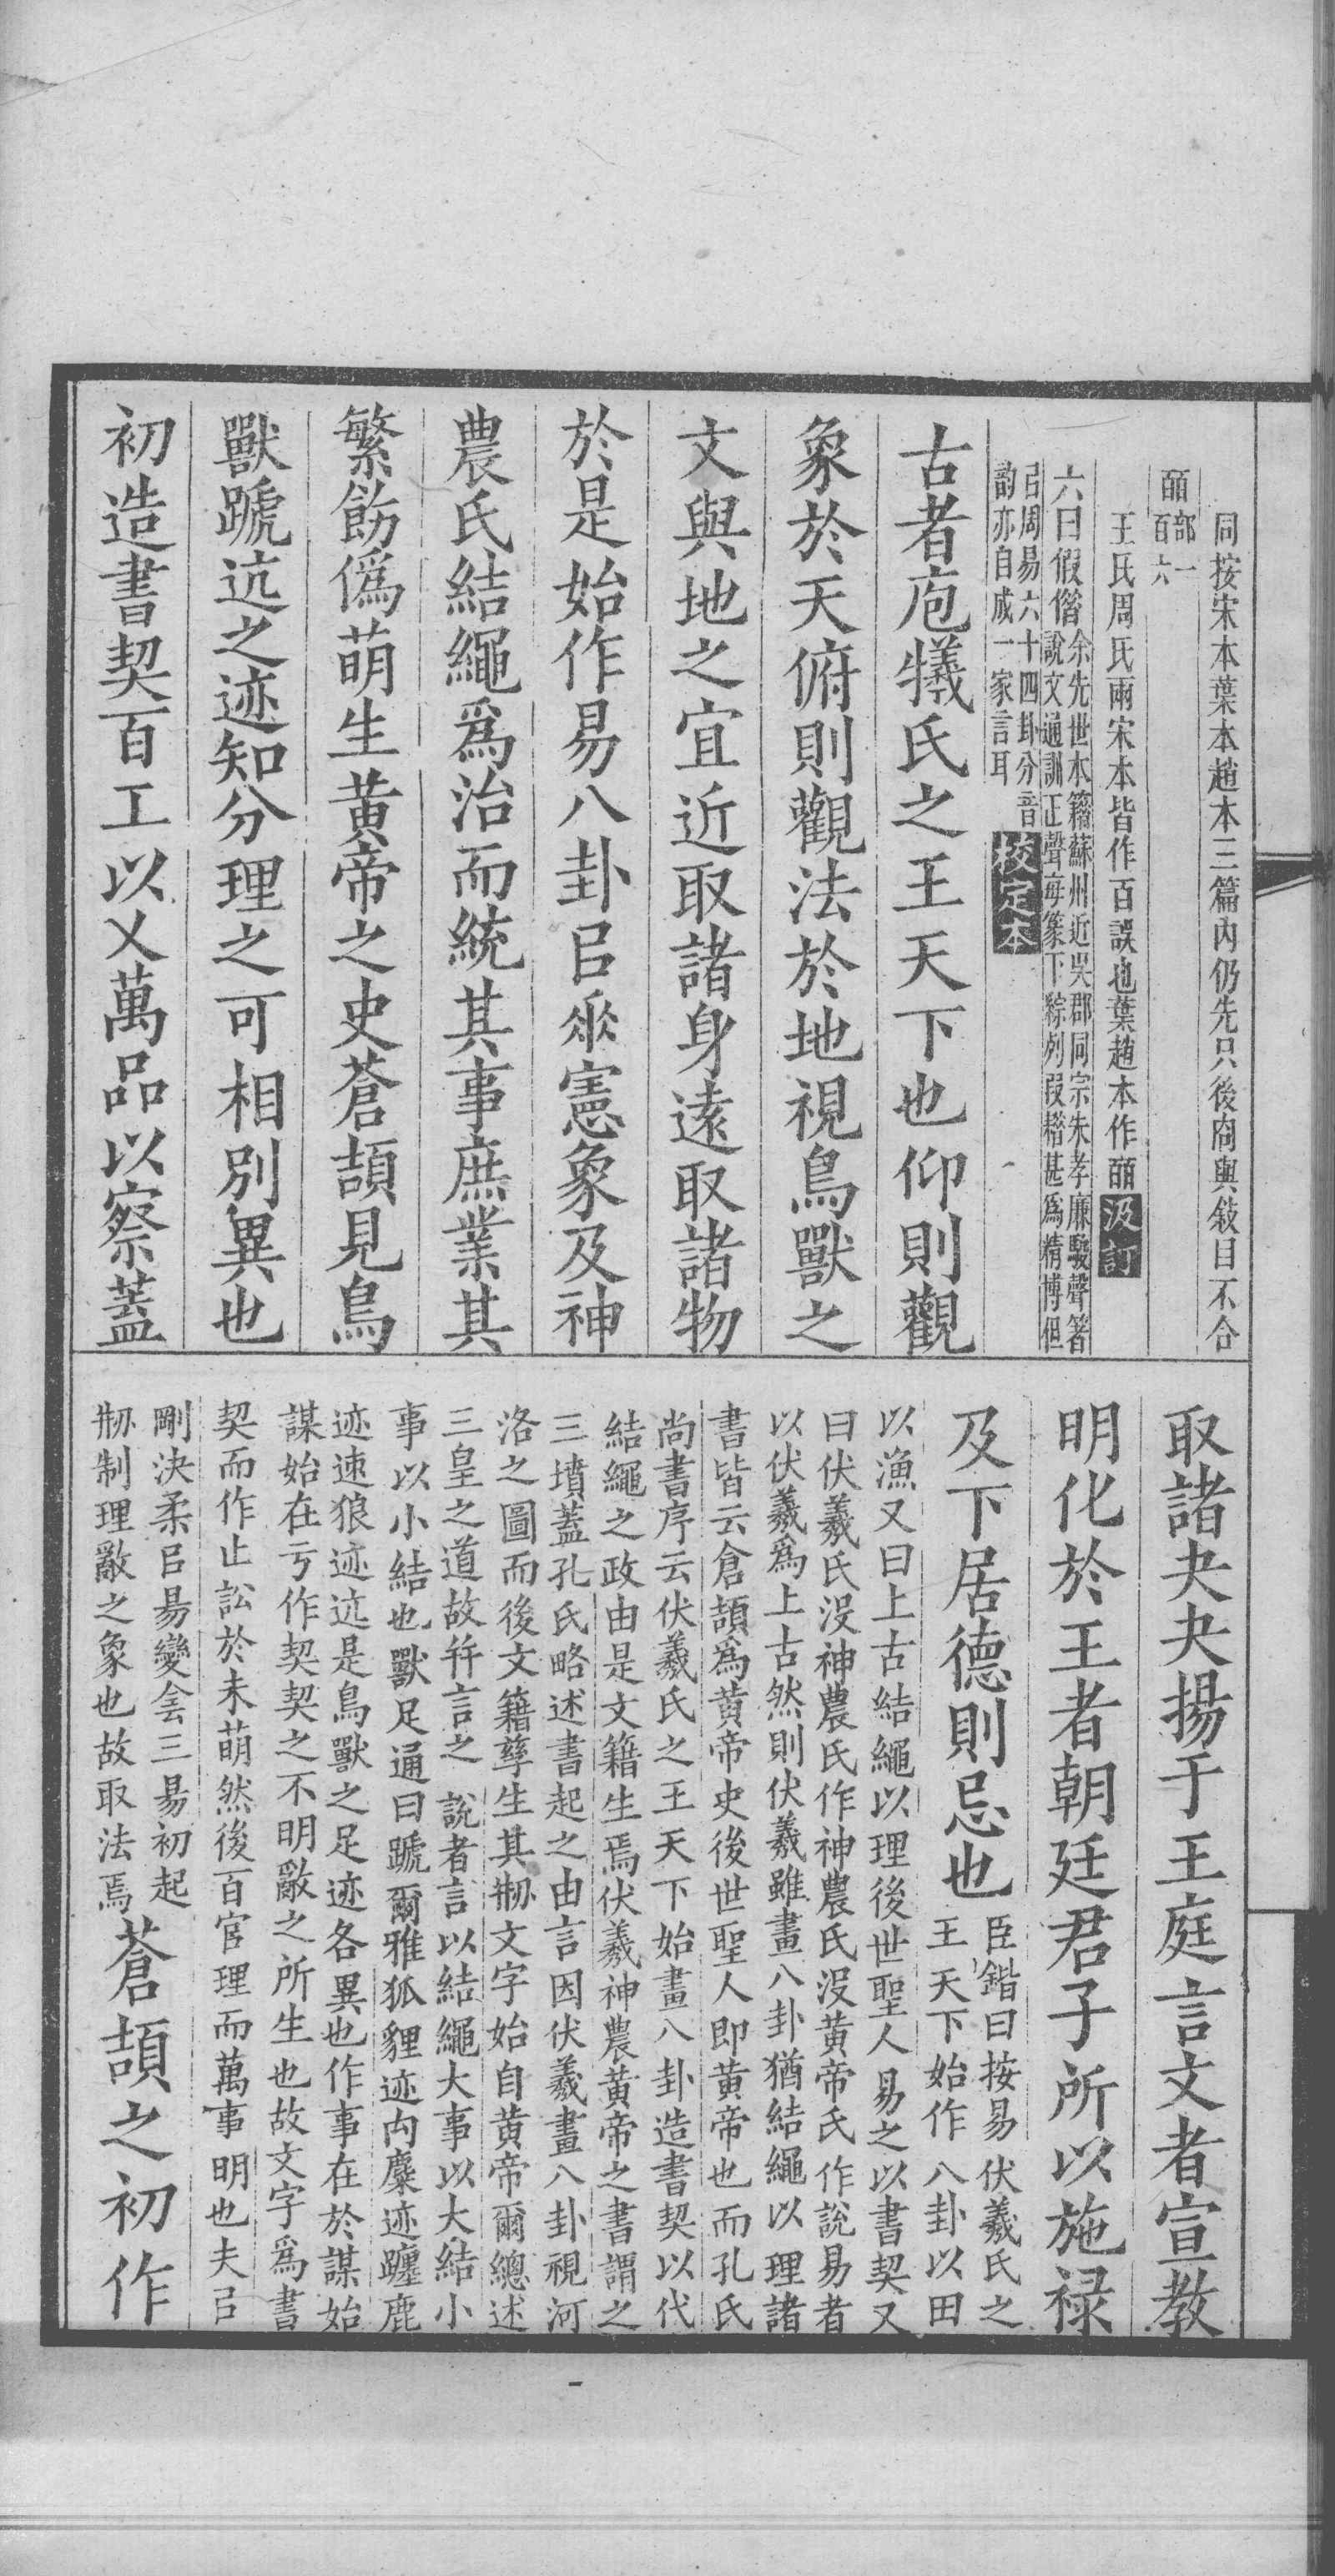 同按宋本葉本趙本三篇內仍先只後㕯與敍目不合
皕部一百六
王氏周氏兩宋本皆作百誤也葉趙本作皕汲訂
六曰假借余先世本籍蘇州近吳郡同宗朱孝廉駿聲箸
說文通訓正聲每篆下綜列叚藉甚爲精博但
㠯周易六十四卦分音
韵亦自成一家言耳校定本
古者庖犧氏之王天下也仰則觀
象於天俯則觀法於地視鳥獸之
文與地之宜近取諸身遠取諸物
於是始作易八卦㠯𠂹憲象及神
農氏結繩爲治而統其事庶業其
繁飭僞萌生黃帝之史蒼頡見鳥
獸蹏迒之迹知分理之可相別異也
初造書契百工以乂萬品以察蓋
取諸夬夬揚于王庭言文者宣教
明化於王者朝廷君子所以施祿
及下居德則忌也臣鍇曰按易伏羲氏之
王天下始作八卦以田
以漁又曰上古結繩以理後世聖人易之以書契又
曰伏羲氏沒神農氏作神農氏沒黃帝氏作說易者
以伏羲爲上古然則伏羲雖畫八卦猶結繩以理諸
書皆云倉頡爲黃帝史後世聖人即黃帝也而孔氏
尚書序云伏羲氏之王天下始畫八卦造書契以代
結繩之政由是文籍生焉伏羲神農黃帝之書謂之
三墳蓋孔氏略述書起之由言因伏羲畫八卦視河
洛之圖而後文籍孳生其剏文字始自黃帝爾總述
三皇之道故幷言之 說者言以結繩大事以大結小
事以小結也獸足通曰蹏爾雅狐貍迹内麋迹躔鹿
迹速狼迹迒是鳥獸之足迹各異也作事在於謀始
謀始在亏作契契之不明敵之所生也故文字爲書
契而作止訟於未萌然後百官理而萬事明也夫㠯
剛決柔㠯昜變侌三昜初起
剏制理敵之象也故取法焉蒼頡之初作